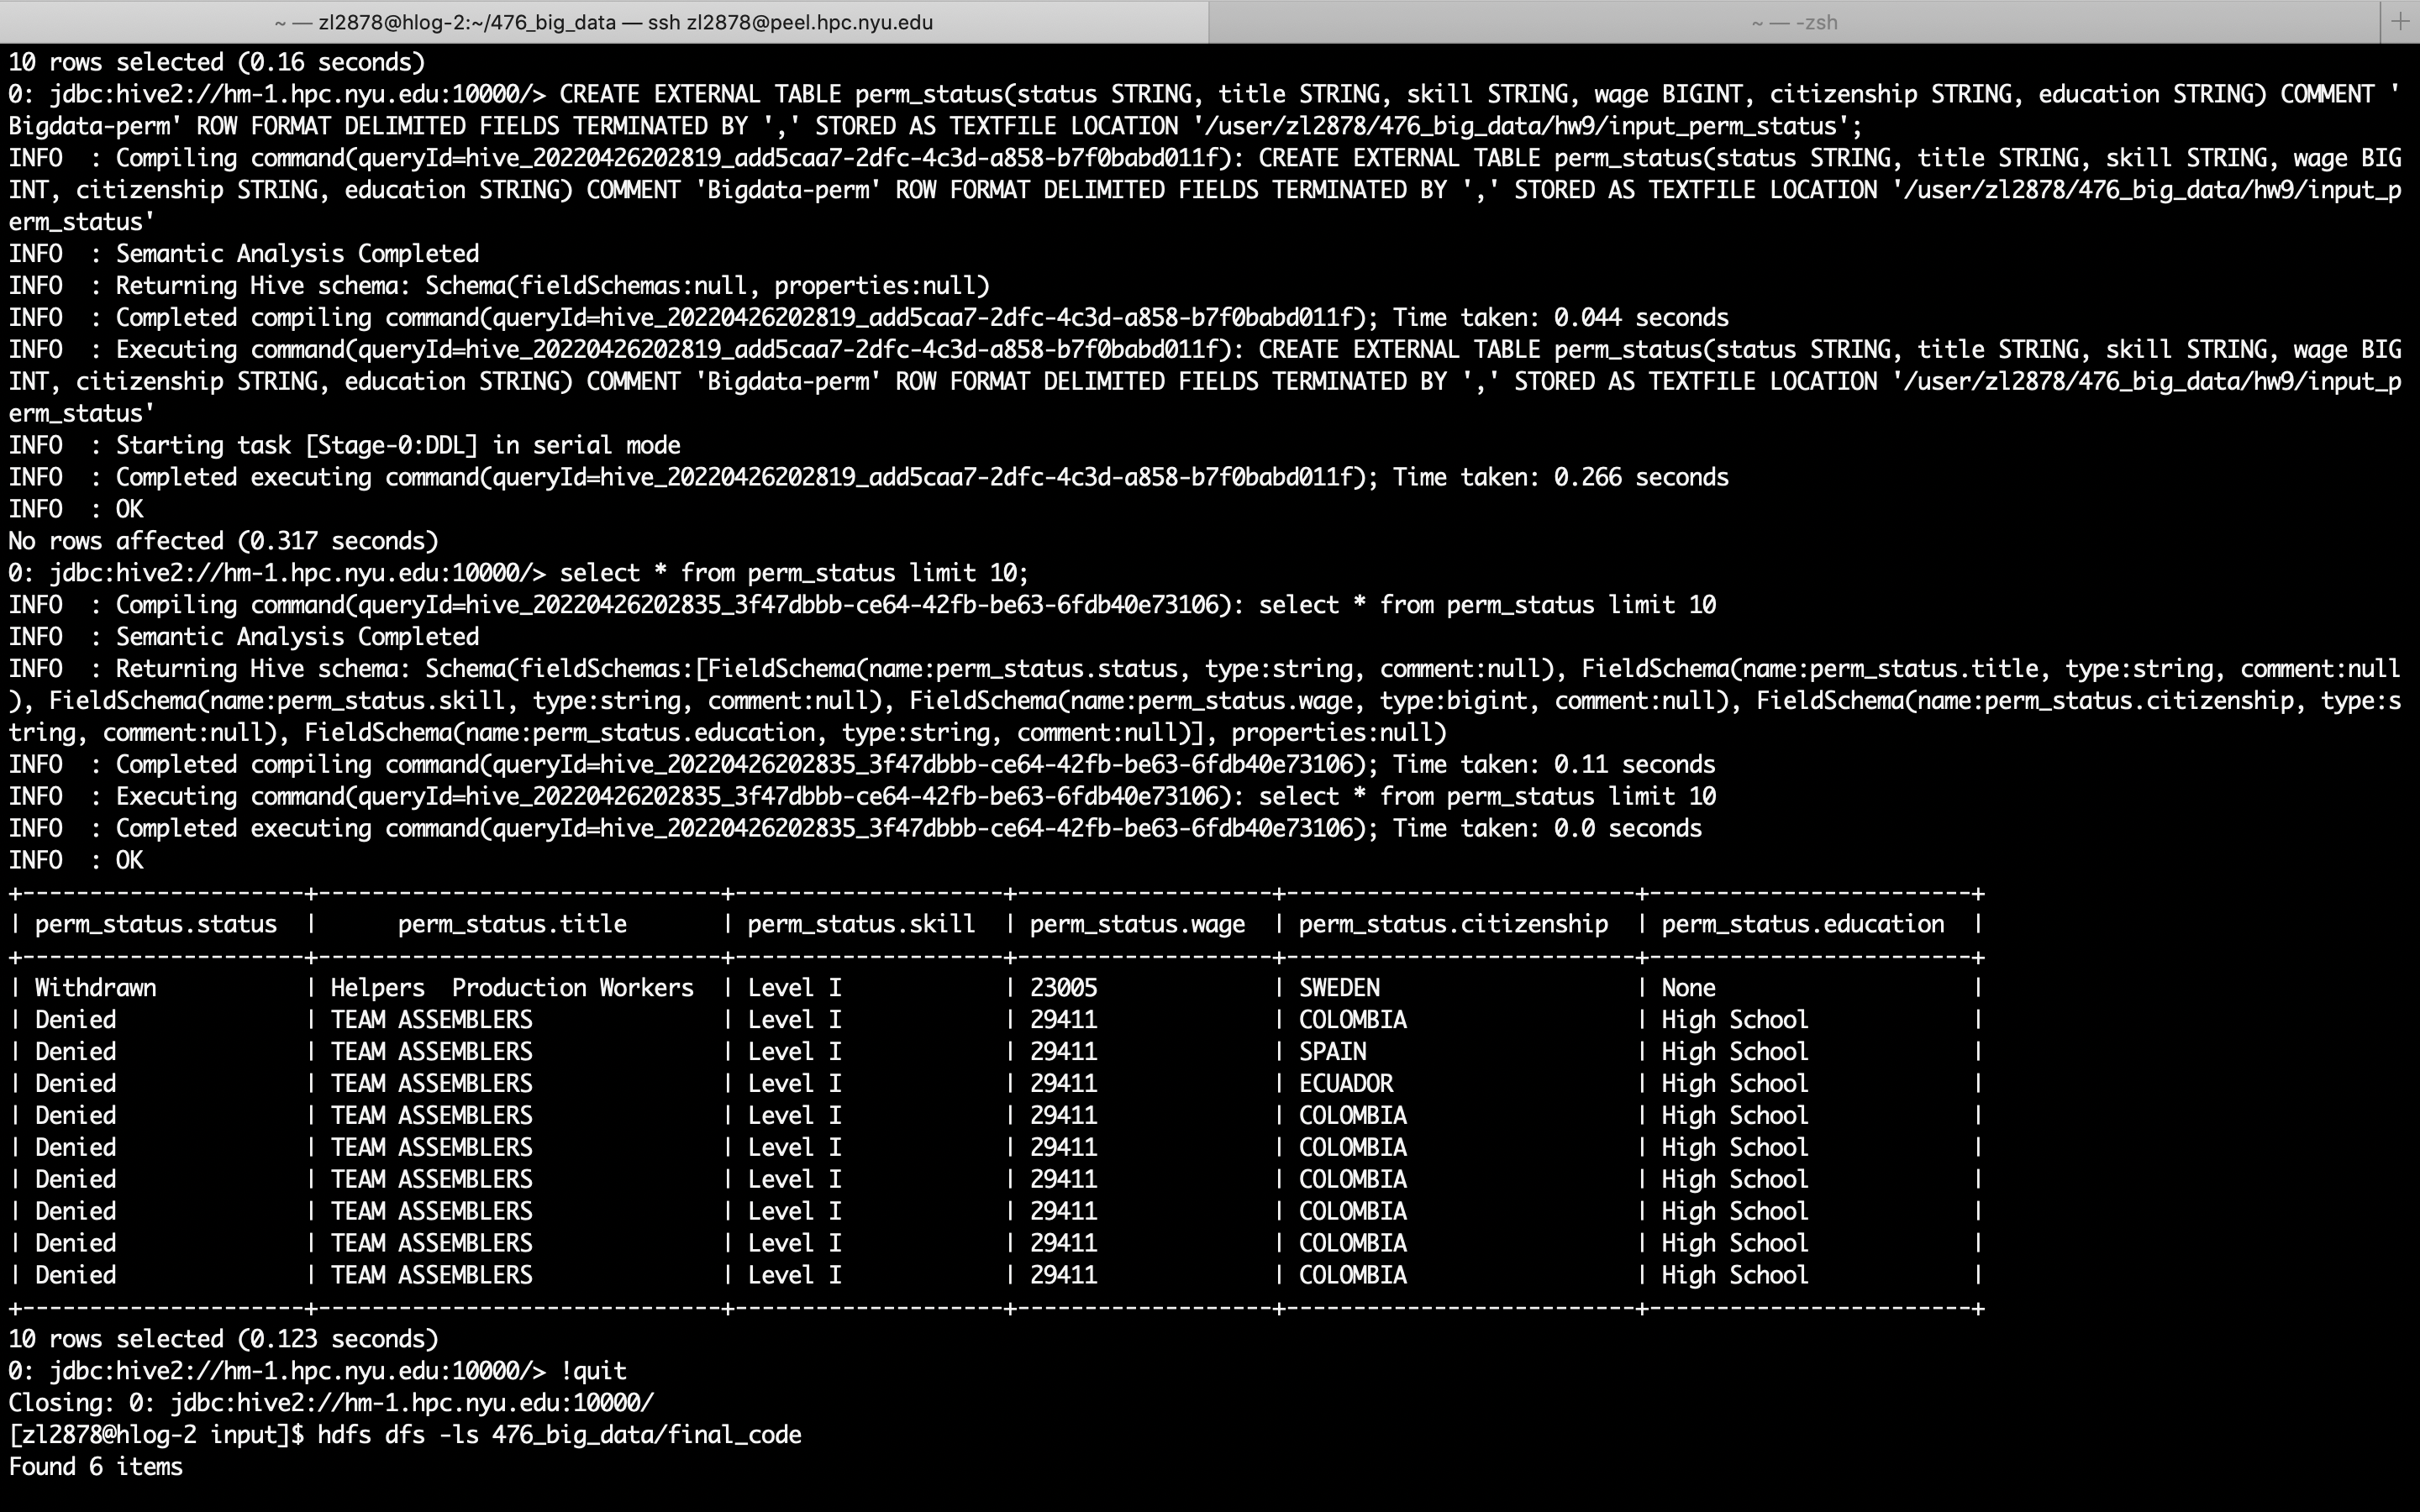 ~ — zl2878@hlog-2:~/476_big_data — ssh zl2878@peel.hpc.nyu.edu
~ — -zsh
+
10 rows selected (0.16 seconds)
0: jdbc:hive2://hm-1.hpc.nyu.edu:10000/> CREATE EXTERNAL TABLE perm_status(status STRING, title STRING, skill STRING, wage BIGINT, citizenship STRING, education STRING) COMMENT '
Bigdata-perm' ROW FORMAT DELIMITED FIELDS TERMINATED BY ',' STORED AS TEXTFILE LOCATION '/user/zl2878/476_big_data/hw9/input_perm_status';
INFO  : Compiling command(queryId=hive_20220426202819_add5caa7-2dfc-4c3d-a858-b7f0babd011f): CREATE EXTERNAL TABLE perm_status(status STRING, title STRING, skill STRING, wage BIG
INT, citizenship STRING, education STRING) COMMENT 'Bigdata-perm' ROW FORMAT DELIMITED FIELDS TERMINATED BY ',' STORED AS TEXTFILE LOCATION '/user/zl2878/476_big_data/hw9/input_p
erm_status'
INFO  : Semantic Analysis Completed
INFO  : Returning Hive schema: Schema(fieldSchemas:null, properties:null)
INFO  : Completed compiling command(queryId=hive_20220426202819_add5caa7-2dfc-4c3d-a858-b7f0babd011f); Time taken: 0.044 seconds
INFO  : Executing command(queryId=hive_20220426202819_add5caa7-2dfc-4c3d-a858-b7f0babd011f): CREATE EXTERNAL TABLE perm_status(status STRING, title STRING, skill STRING, wage BIG
INT, citizenship STRING, education STRING) COMMENT 'Bigdata-perm' ROW FORMAT DELIMITED FIELDS TERMINATED BY ',' STORED AS TEXTFILE LOCATION '/user/zl2878/476_big_data/hw9/input_p
erm_status'
INFO  : Starting task [Stage-0:DDL] in serial mode
INFO  : Completed executing command(queryId=hive_20220426202819_add5caa7-2dfc-4c3d-a858-b7f0babd011f); Time taken: 0.266 seconds
INFO  : OK
No rows affected (0.317 seconds)
0: jdbc:hive2://hm-1.hpc.nyu.edu:10000/> select * from perm_status limit 10;
INFO  : Compiling command(queryId=hive_20220426202835_3f47dbbb-ce64-42fb-be63-6fdb40e73106): select * from perm_status limit 10
INFO  : Semantic Analysis Completed
INFO  : Returning Hive schema: Schema(fieldSchemas:[FieldSchema(name:perm_status.status, type:string, comment:null), FieldSchema(name:perm_status.title, type:string, comment:null
), FieldSchema(name:perm_status.skill, type:string, comment:null), FieldSchema(name:perm_status.wage, type:bigint, comment:null), FieldSchema(name:perm_status.citizenship, type:s
tring, comment:null), FieldSchema(name:perm_status.education, type:string, comment:null)], properties:null)
INFO  : Completed compiling command(queryId=hive_20220426202835_3f47dbbb-ce64-42fb-be63-6fdb40e73106); Time taken: 0.11 seconds
INFO  : Executing command(queryId=hive_20220426202835_3f47dbbb-ce64-42fb-be63-6fdb40e73106): select * from perm_status limit 10
INFO  : Completed executing command(queryId=hive_20220426202835_3f47dbbb-ce64-42fb-be63-6fdb40e73106); Time taken: 0.0 seconds
INFO  : OK
+---------------------+------------------------------+--------------------+-------------------+--------------------------+------------------------+
| perm_status.status  |      perm_status.title       | perm_status.skill  | perm_status.wage  | perm_status.citizenship  | perm_status.education  |
+---------------------+------------------------------+--------------------+-------------------+--------------------------+------------------------+
| Withdrawn           | Helpers  Production Workers  | Level I            | 23005             | SWEDEN                   | None                   |
| Denied              | TEAM ASSEMBLERS              | Level I            | 29411             | COLOMBIA                 | High School            |
| Denied              | TEAM ASSEMBLERS              | Level I            | 29411             | SPAIN                    | High School            |
| Denied              | TEAM ASSEMBLERS              | Level I            | 29411             | ECUADOR                  | High School            |
| Denied              | TEAM ASSEMBLERS              | Level I            | 29411             | COLOMBIA                 | High School            |
| Denied              | TEAM ASSEMBLERS              | Level I            | 29411             | COLOMBIA                 | High School            |
| Denied              | TEAM ASSEMBLERS              | Level I            | 29411             | COLOMBIA                 | High School            |
| Denied              | TEAM ASSEMBLERS              | Level I            | 29411             | COLOMBIA                 | High School            |
| Denied              | TEAM ASSEMBLERS              | Level I            | 29411             | COLOMBIA                 | High School            |
| Denied              | TEAM ASSEMBLERS              | Level I            | 29411             | COLOMBIA                 | High School            |
+---------------------+------------------------------+--------------------+-------------------+--------------------------+------------------------+
10 rows selected (0.123 seconds)
0: jdbc:hive2://hm-1.hpc.nyu.edu:10000/> !quit
Closing: 0: jdbc:hive2://hm-1.hpc.nyu.edu:10000/
[zl2878@hlog-2 input]$ hdfs dfs -ls 476_big_data/final_code
Found 6 items